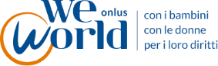 we onlus
world
con i bambini
con le donne
per i loro diritti